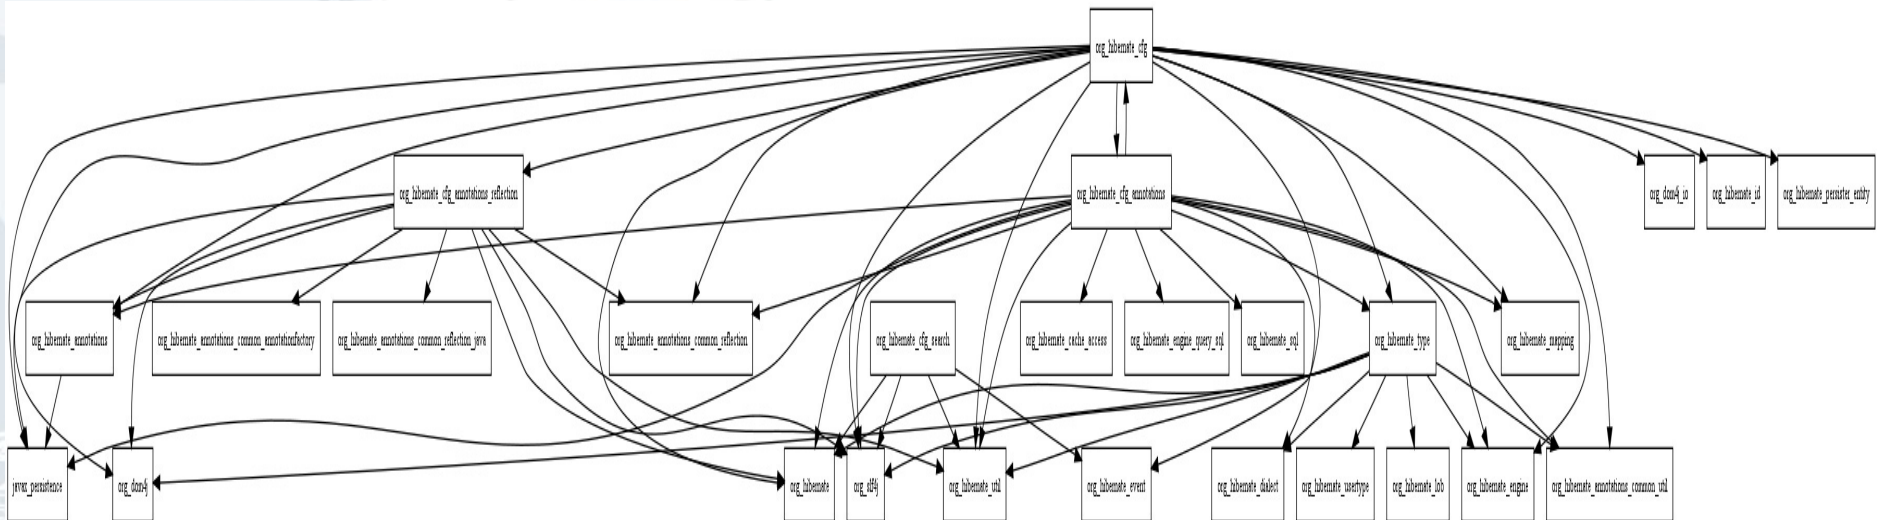 org_hibernate_cfg
org_hibernate_cfg_annotations_reflection
org_hibernate_cfg_annotations
org_dom4j_io
org_hibernate_id
org_hibernate_persister_entity
org_hibernate_annotations
org_hibernate_annotations_common_annotationfactory
org_hibernate_annotations_common_reflection_java
org_hibernate_annotations_common_reflection
org_hibernate_cfg_search
org_hibernate_cache_access
org_hibernate_engine_query_sql
org_hibernate_sql
org_hibernate_type
org_hibernate_mapping
javax_persistence
org_dom4j
org_hibernate
org_slf4j
org_hibernate_util
org_hibernate_event
org_hibernate_dialect
org_hibernate_usertype
org_hibernate_lob
org_hibernate_engine
org_hibernate_annotations_common_util